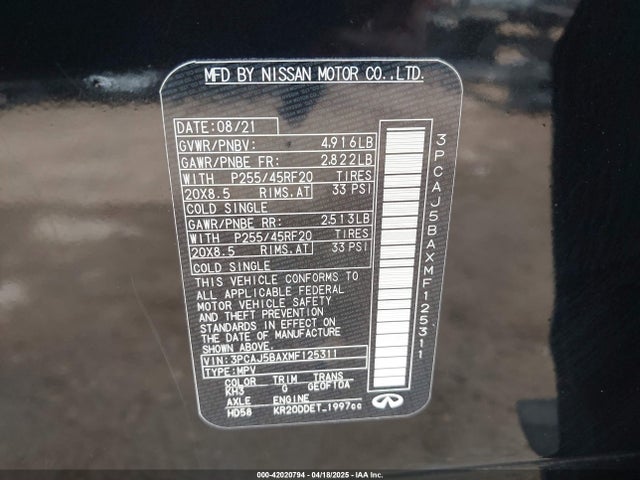 MFD BY NISSAN MOTOR CO.,LTD.
DATE: 08/21
GVWR/PNBV: 4,916LB
GAWR/PNBE FR: 2,822LB
WITH P255/45RF20 TIRES
20X8.5 RIMS,AT 33 PSI
COLD SINGLE
GAWR/PNBE RR: 2,513LB
WITH P255/45RF20 TIRES
20X8.5 RIMS,AT 33 PSI
COLD SINGLE
THIS VEHICLE CONFORMS TO
ALL APPLICABLE FEDERAL
MOTOR VEHICLE SAFETY
AND THEFT PREVENTION
STANDARDS IN EFFECT ON
THE DATE OF MANUFACTURE
SHOWN ABOVE.
VIN: 3PCAJ5BAXMF125311
TYPE: MPV
COLOR TRIM TRANS
KH3 G GE0F10A
AXLE ENGINE
HD58 KR20DDET_1997cc
3PCAJ5BAXMF125311
000-42020794 - 04/18/2025 - IAAI.com